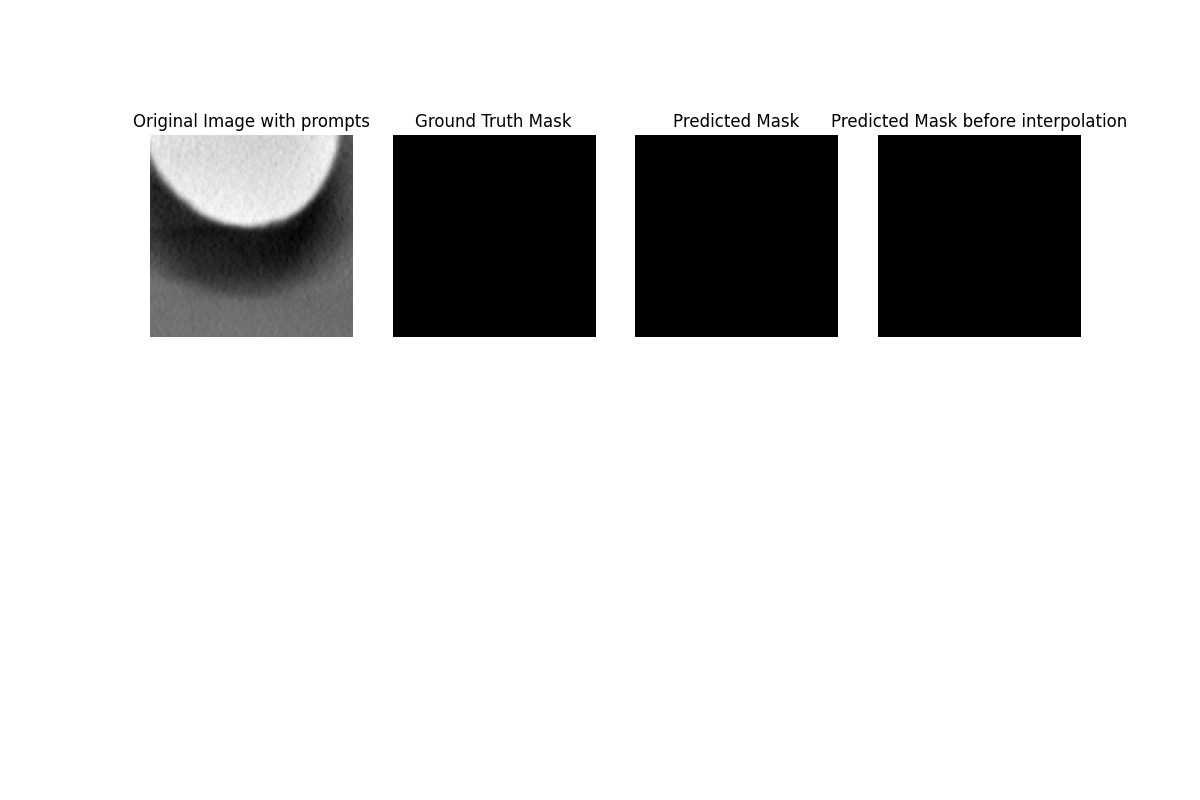 Original Image with prompts
Ground Truth Mask
Predicted Mask
Predicted Mask before interpolation